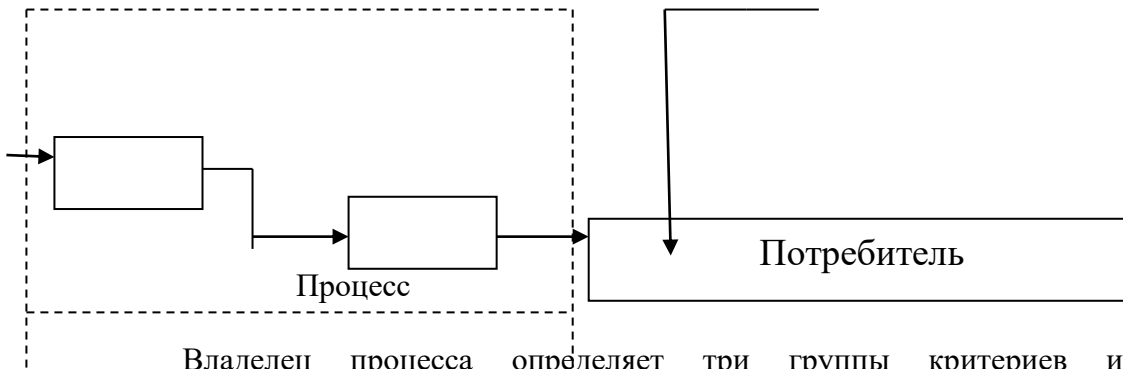 Потребитель
Процесс
Владелец процесса определяет три группы критериев и